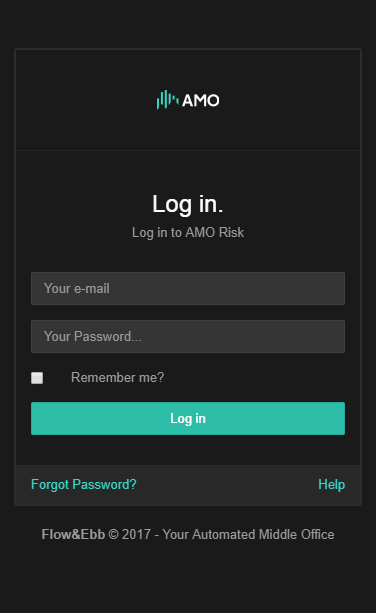 AMO
Log in.
Log in to AMO Risk
Your e-mail
Your Password...
Remember me?
Log in
Forgot Password? Help
Flow&Ebb © 2017 - Your Automated Middle Office